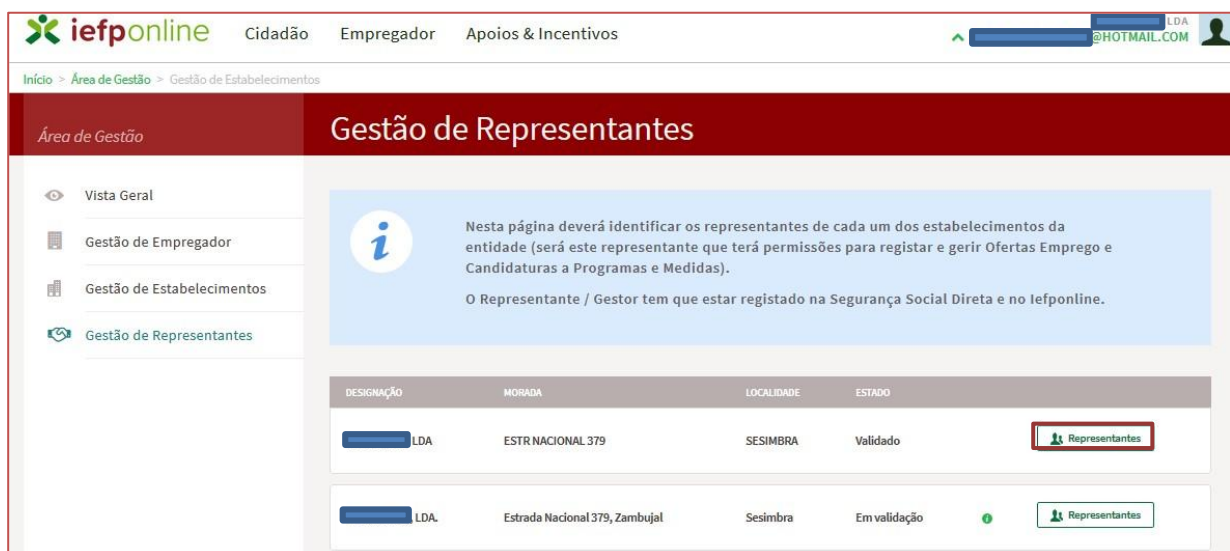 iefponline Cidadão Empregador Apoios & Incentivos
LDA
@HOTMAIL.COM
Início > Área de Gestão > Gestão de Estabelecimentos
Área de Gestão
Gestão de Representantes
Vista Geral
Gestão de Empregador
Gestão de Estabelecimentos
Gestão de Representantes
Nesta página deverá identificar os representantes de cada um dos estabelecimentos da
entidade (será este representante que terá permissões para registar e gerir Ofertas Emprego e
Candidaturas a Programas e Medidas).
O Representante / Gestor tem que estar registado na Segurança Social Direta e no Iefponline.
DESIGNAÇÃO MORADA LOCALIDADE ESTADO
LDA ESTR NACIONAL 379 SESIMBRA Validado Representantes
LDA. Estrada Nacional 379, Zambujal Sesimbra Em validação Representantes